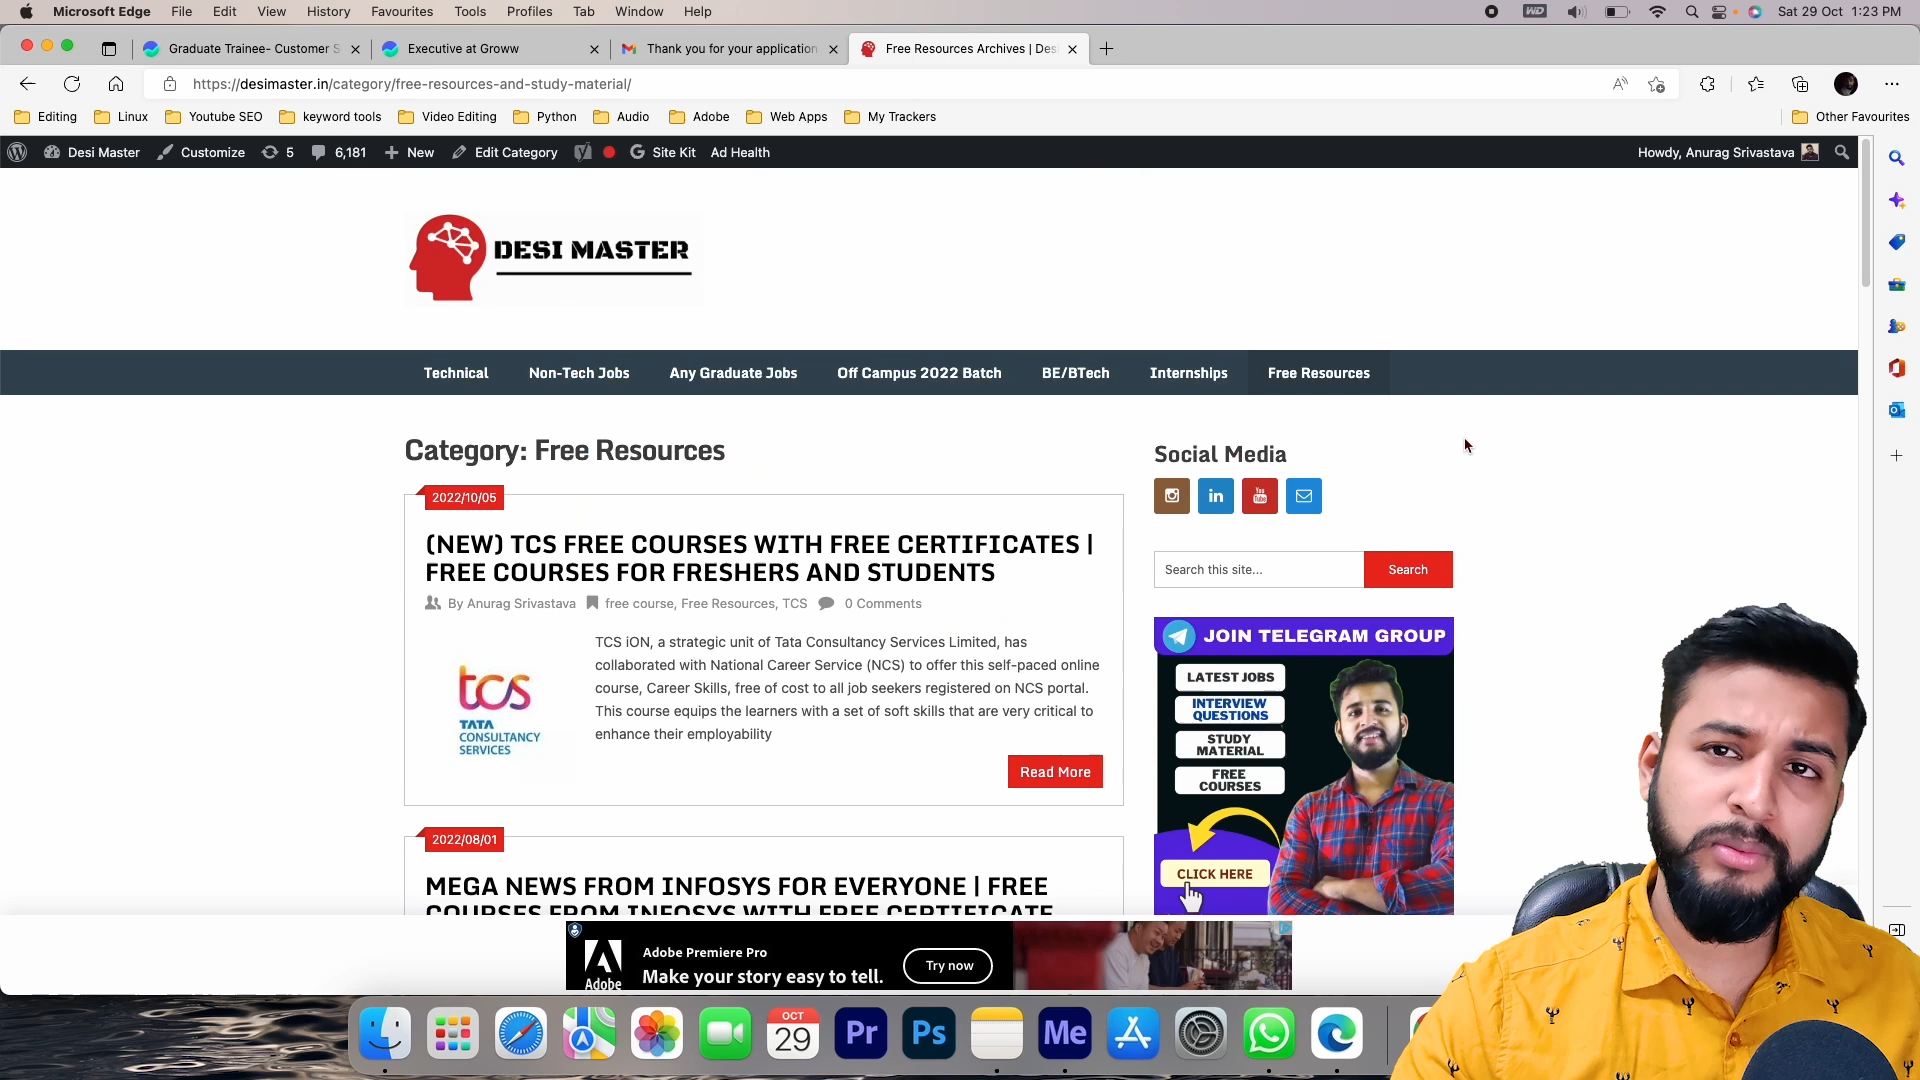 Microsoft Edge File Edit View History Favourites Tools Profiles Tab Window Help
WD Sat 29 Oct 1:23 PM
Graduate Trainee- Customer S
Executive at Groww
Thank you for your application
Free Resources Archives | Des
https://desimaster.in/category/free-resources-and-study-material/
Editing Linux Youtube SEO keyword tools Video Editing Python Audio Adobe Web Apps My Trackers Other Favourites
Desi Master Customize 5 6,181 New Edit Category Site Kit Ad Health Howdy, Anurag Srivastava
DESI MASTER
Technical Non-Tech Jobs Any Graduate Jobs Off Campus 2022 Batch BE/BTech Internships Free Resources
Category: Free Resources
2022/10/05
(NEW) TCS FREE COURSES WITH FREE CERTIFICATES |
FREE COURSES FOR FRESHERS AND STUDENTS
By Anurag Srivastava free course, Free Resources, TCS 0 Comments
TCS iON, a strategic unit of Tata Consultancy Services Limited, has
collaborated with National Career Service (NCS) to offer this self-paced online
course, Career Skills, free of cost to all job seekers registered on NCS portal.
This course equips the learners with a set of soft skills that are very critical to
enhance their employability
tcs
TATA
CONSULTANCY
SERVICES
Read More
2022/08/01
MEGA NEWS FROM INFOSYS FOR EVERYONE | FREE
COURSES FROM INFOSYS WITH FREE CERTIFICATE
Social Media
in
You Tube
Search this site...
Search
JOIN TELEGRAM GROUP
LATEST JOBS
INTERVIEW
QUESTIONS
STUDY
MATERIAL
FREE
COURSES
CLICK HERE
Adobe
Adobe Premiere Pro
Make your story easy to tell.
Try now
OCT
29
Pr
Ps
Me